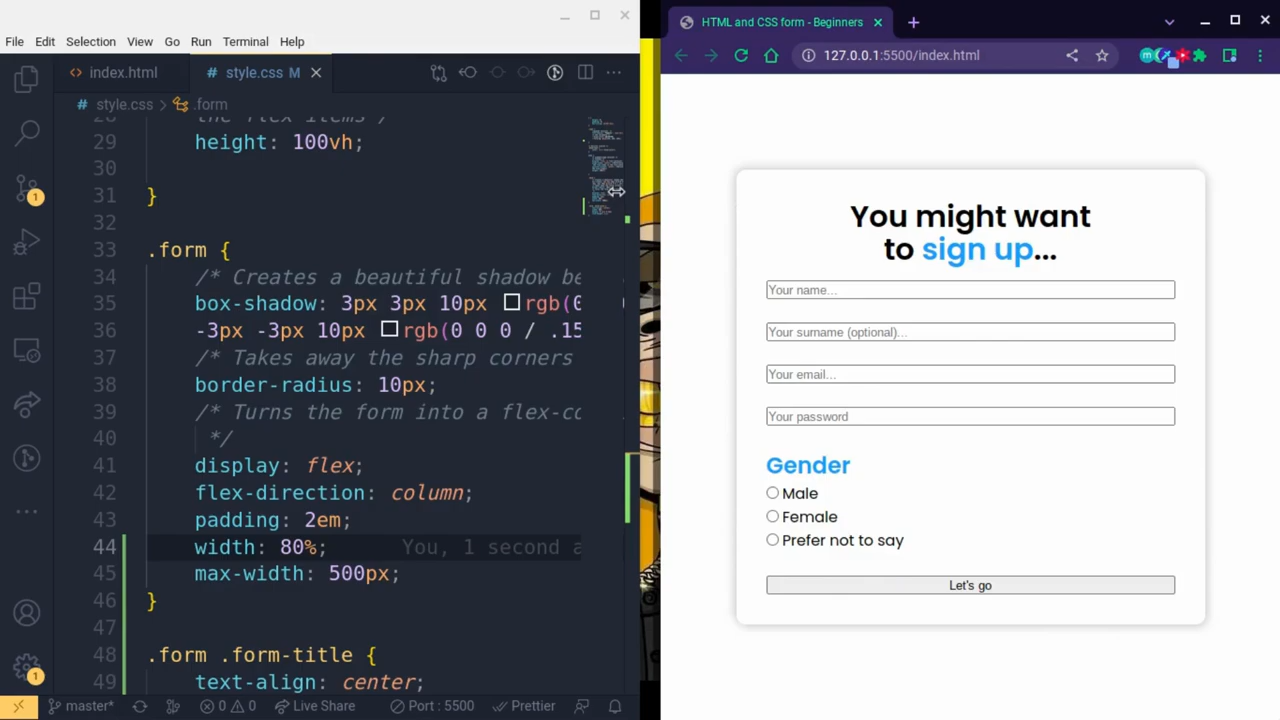 File Edit Selection View Go Run Terminal Help
index.html
style.css M
# style.css > .form
28 the flex items /
29 height: 100vh;
30
31 }
32
33 .form {
34 /* Creates a beautiful shadow be
35 box-shadow: 3px 3px 10px rgb(0
36 -3px -3px 10px rgb(0 0 0 / .15
37 /* Takes away the sharp corners
38 border-radius: 10px;
39 /* Turns the form into a flex-co
40 */
41 display: flex;
42 flex-direction: column;
43 padding: 2em;
44 width: 80%; You, 1 second a
45 max-width: 500px;
46 }
47
48 .form .form-title {
49 text-align: center;
1
1
master* 0 0 Live Share Port : 5500 Prettier
HTML and CSS form - Beginners
127.0.0.1:5500/index.html
You might want
to sign up...
Your name...
Your surname (optional)...
Your email...
Your password
Gender
Male
Female
Prefer not to say
Let's go